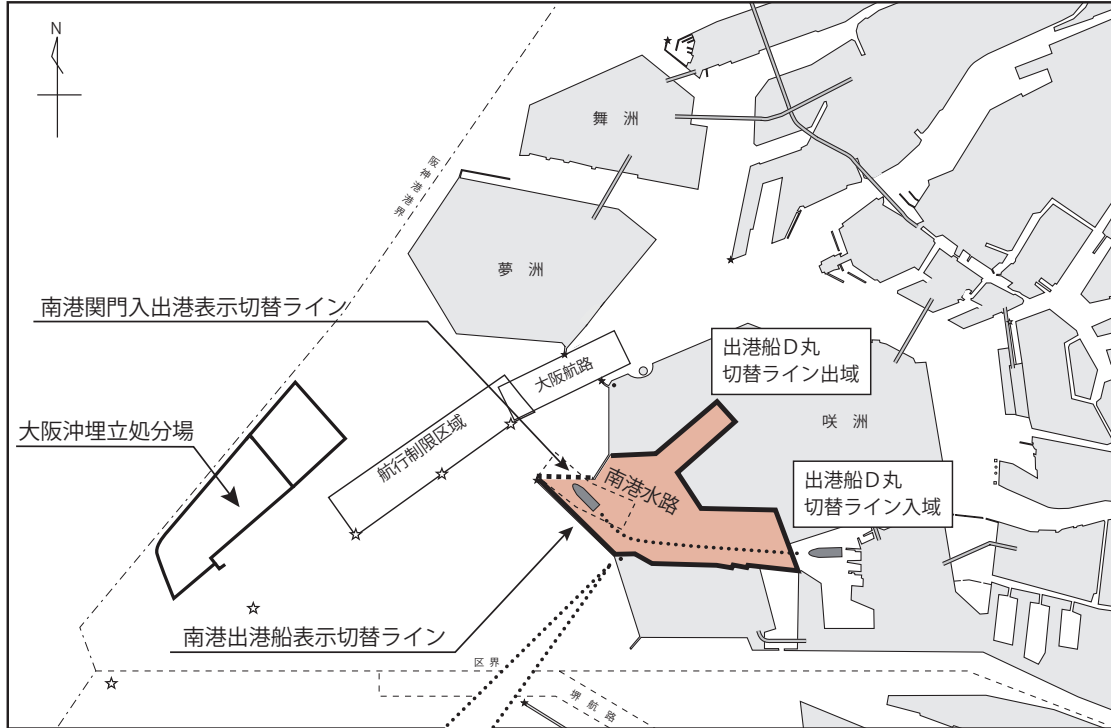 N
舞 洲
阪神港港界
夢 洲
南港関門入出港表示切替ライン
出港船D丸
切替ライン出域
大阪航路
咲 洲
大阪沖埋立処分場
航行制限区域
南港水路
出港船D丸
切替ライン入域
南港出港船表示切替ライン
区 界
堺 航 路